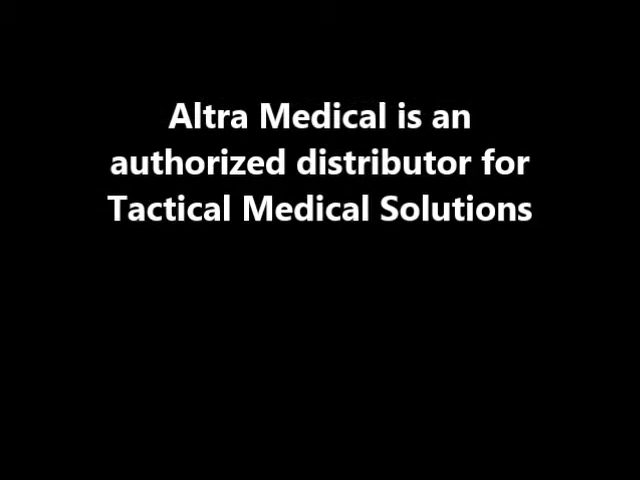 Altra Medical is an
authorized distributor for
Tactical Medical Solutions